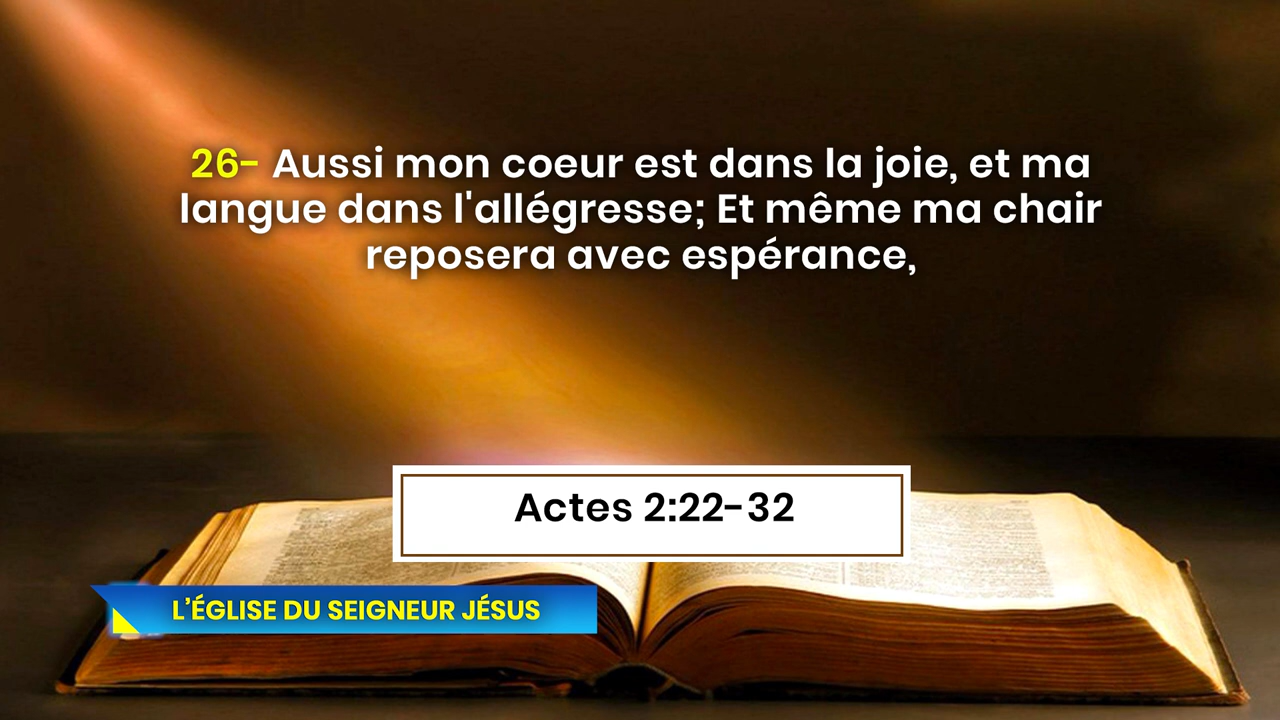 26- Aussi mon coeur est dans la joie, et ma
langue dans l'allégresse; Et même ma chair
reposera avec espérance,
Actes 2:22-32
L’ÉGLISE DU SEIGNEUR JÉSUS